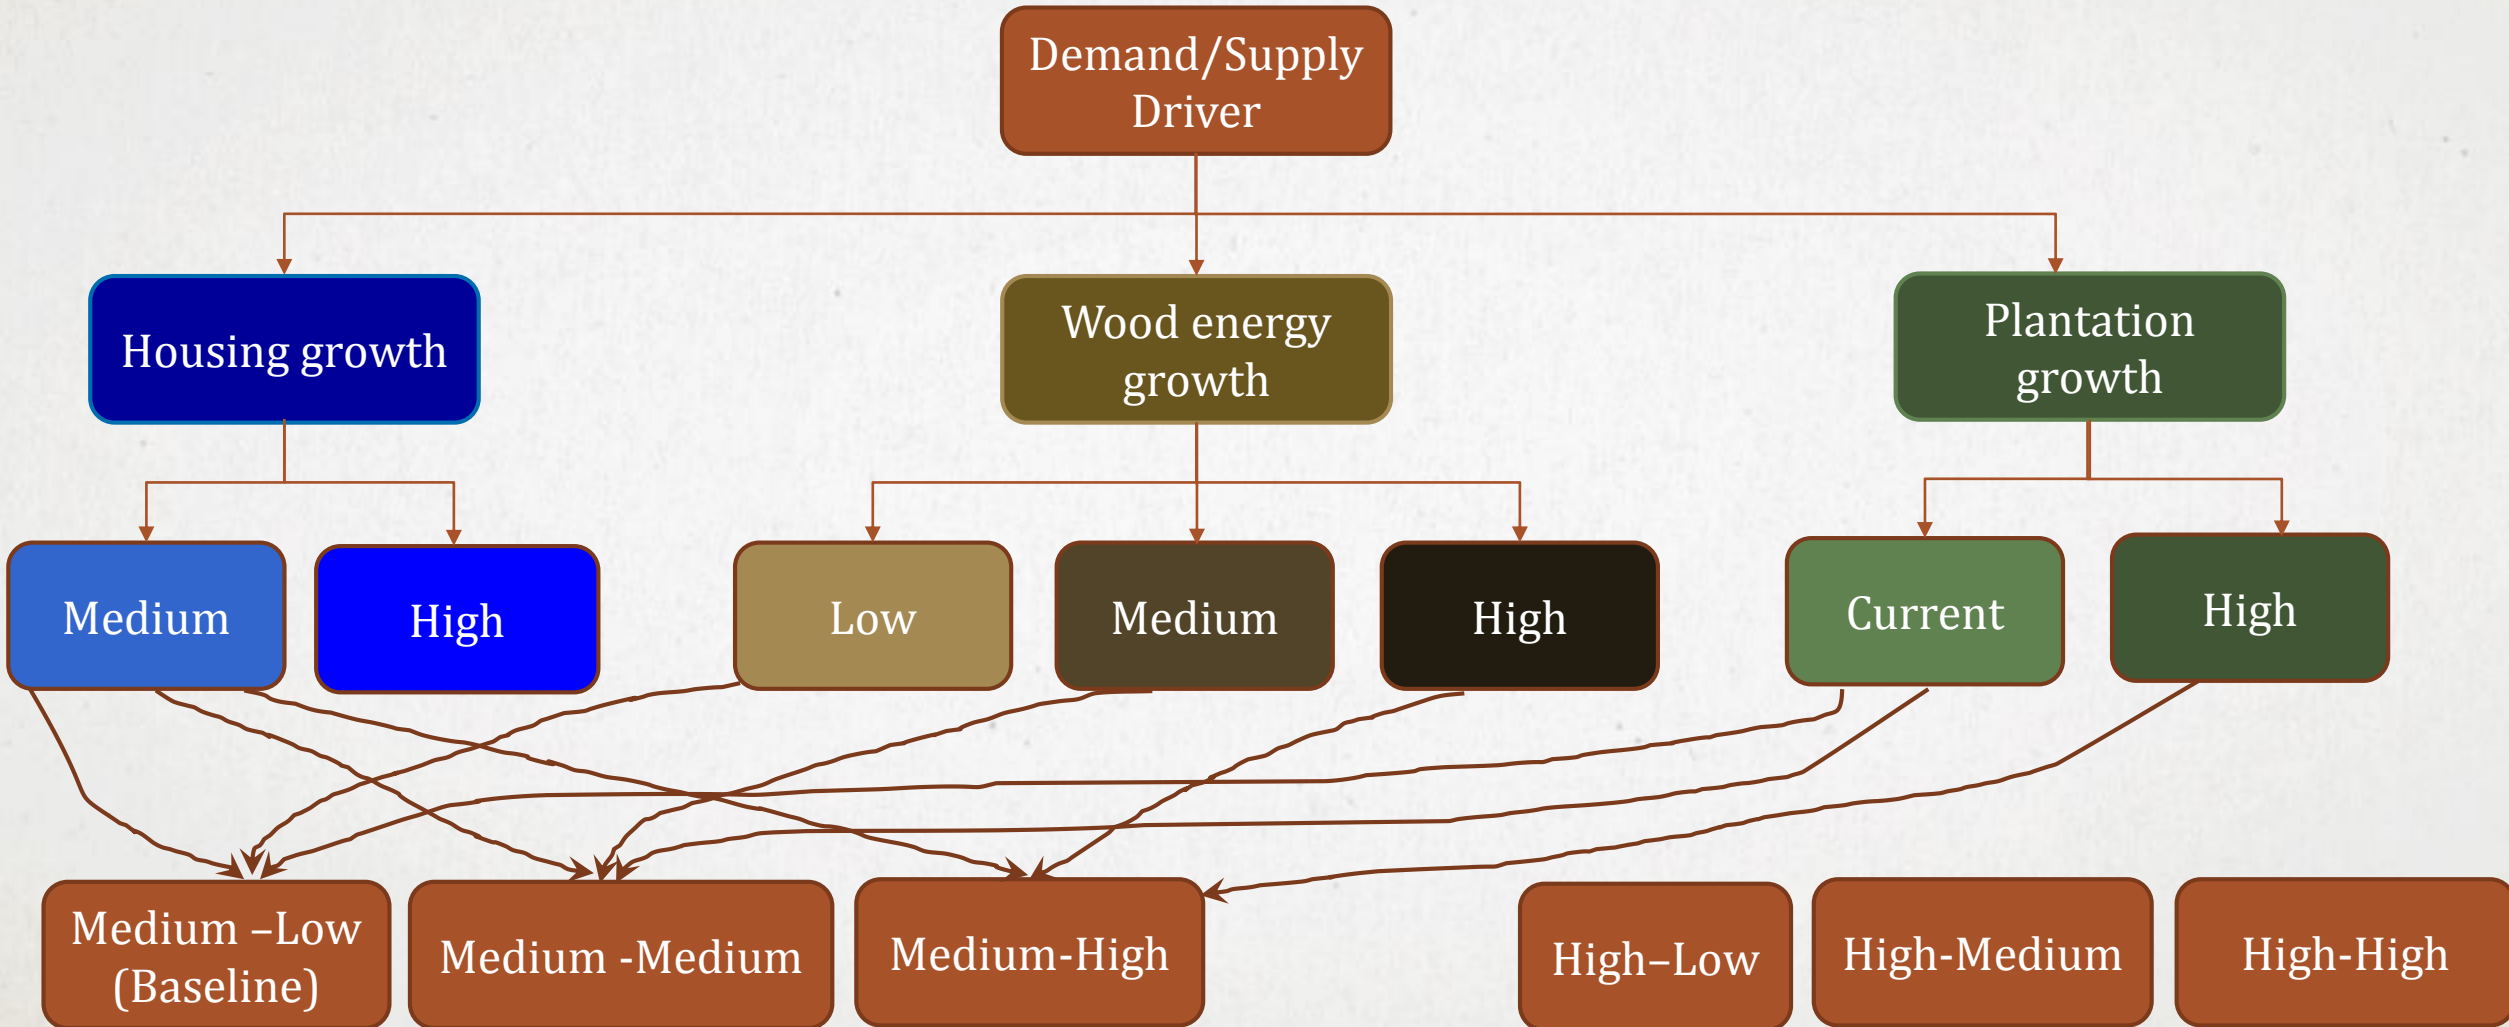 Demand/Supply
Driver
Housing growth
Wood energy
growth
Plantation
growth
Medium
High
Low
Medium
High
Current
High
Medium –Low
(Baseline)
Medium -Medium
Medium-High
High–Low
High-Medium
High-High